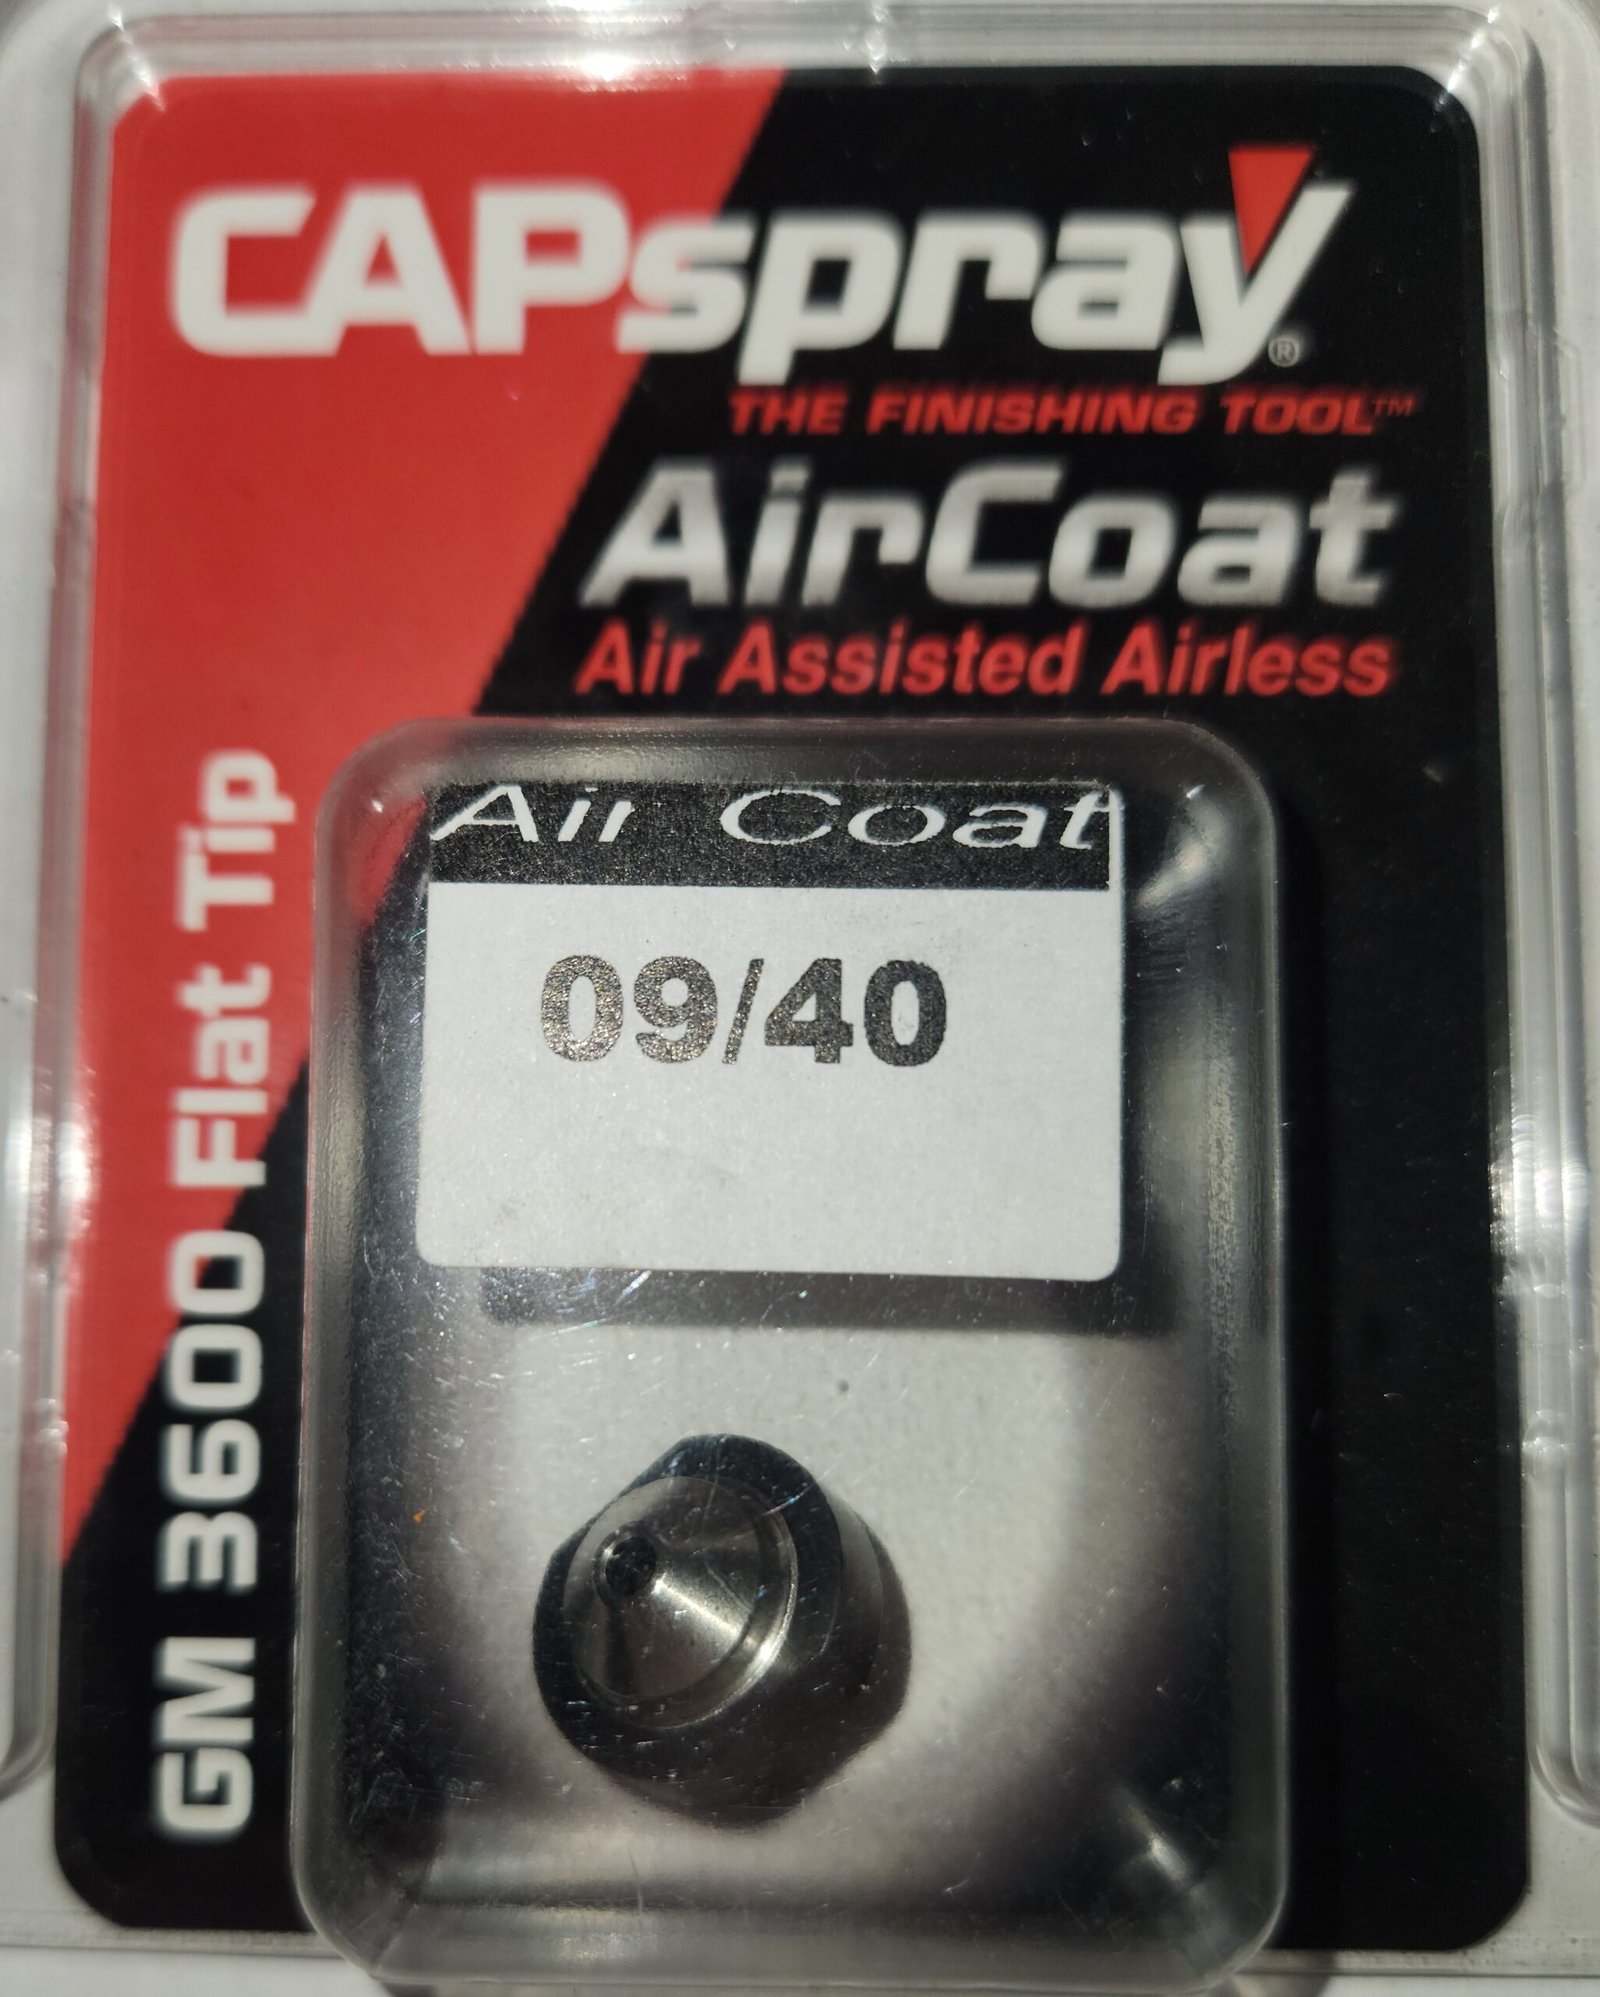 CAPspray®
THE FINISHING TOOL™
AirCoat
Air Assisted Airless
GM 3600 Flat Tip
Air Coat
09/40